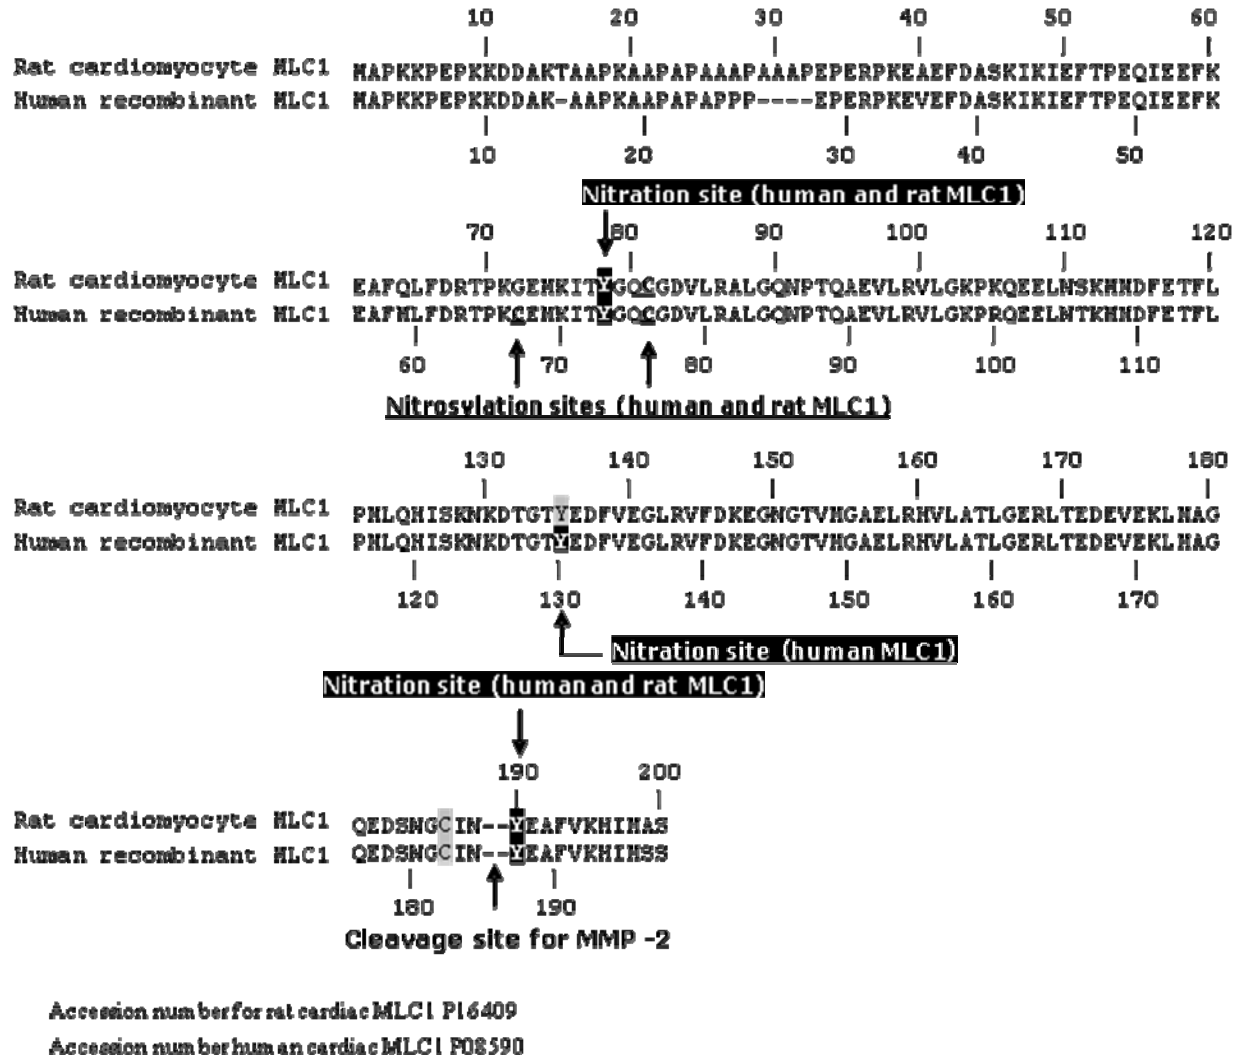 10 20 30 40 50 60
Rat cardiomyocyte MLC1 MAPKKPEPKKDDAKTAAPKAAPAPAAAPAAAPEPERPKEAEFDASKIKIEFTPEQIEEFK
Human recombinant MLC1 MAPKKPEPKKDDAK-AAPKAAPAPAPPP----EPERPKEVEFDASKIKIEFTPEQIEEFK
10 20 30 40 50
Nitration site (human and rat MLC1)
70 80 90 100 110 120
Rat cardiomyocyte MLC1 EAFQLFDRTPKGEMKITYGQCGDVLRALGQNPTQAEVLRVLGKPKQEELNSKMMDFETFL
Human recombinant MLC1 EAFMLFDRTPKCEMKITYGQCGDVLRALGQNPTQAEVLRVLGKPRQEELNTKMMDFETFL
60 70 80 90 100 110
Nitrosylation sites (human and rat MLC1)
130 140 150 160 170 180
Rat cardiomyocyte MLC1 PMLQHISKNKDTGTYEDFVEGLRVFDKEGNGTVMGAELRHVLATLGERLTEDEVEKLMAG
Human recombinant MLC1 PMLQHISKNKDTGTYEDFVEGLRVFDKEGNGTVMGAELRHVLATLGERLTEDEVEKLMAG
120 130 140 150 160 170
Nitration site (human MLC1)
Nitration site (human and rat MLC1)
190 200
Rat cardiomyocyte MLC1 QEDSNGCIN--YEAFVKHIMAS
Human recombinant MLC1 QEDSNGCIN--YEAFVKHIMSS
180 190
Cleavage site for MMP -2
Accession number for rat cardiac MLC1 P16409
Accession number human cardiac MLC1 P08590